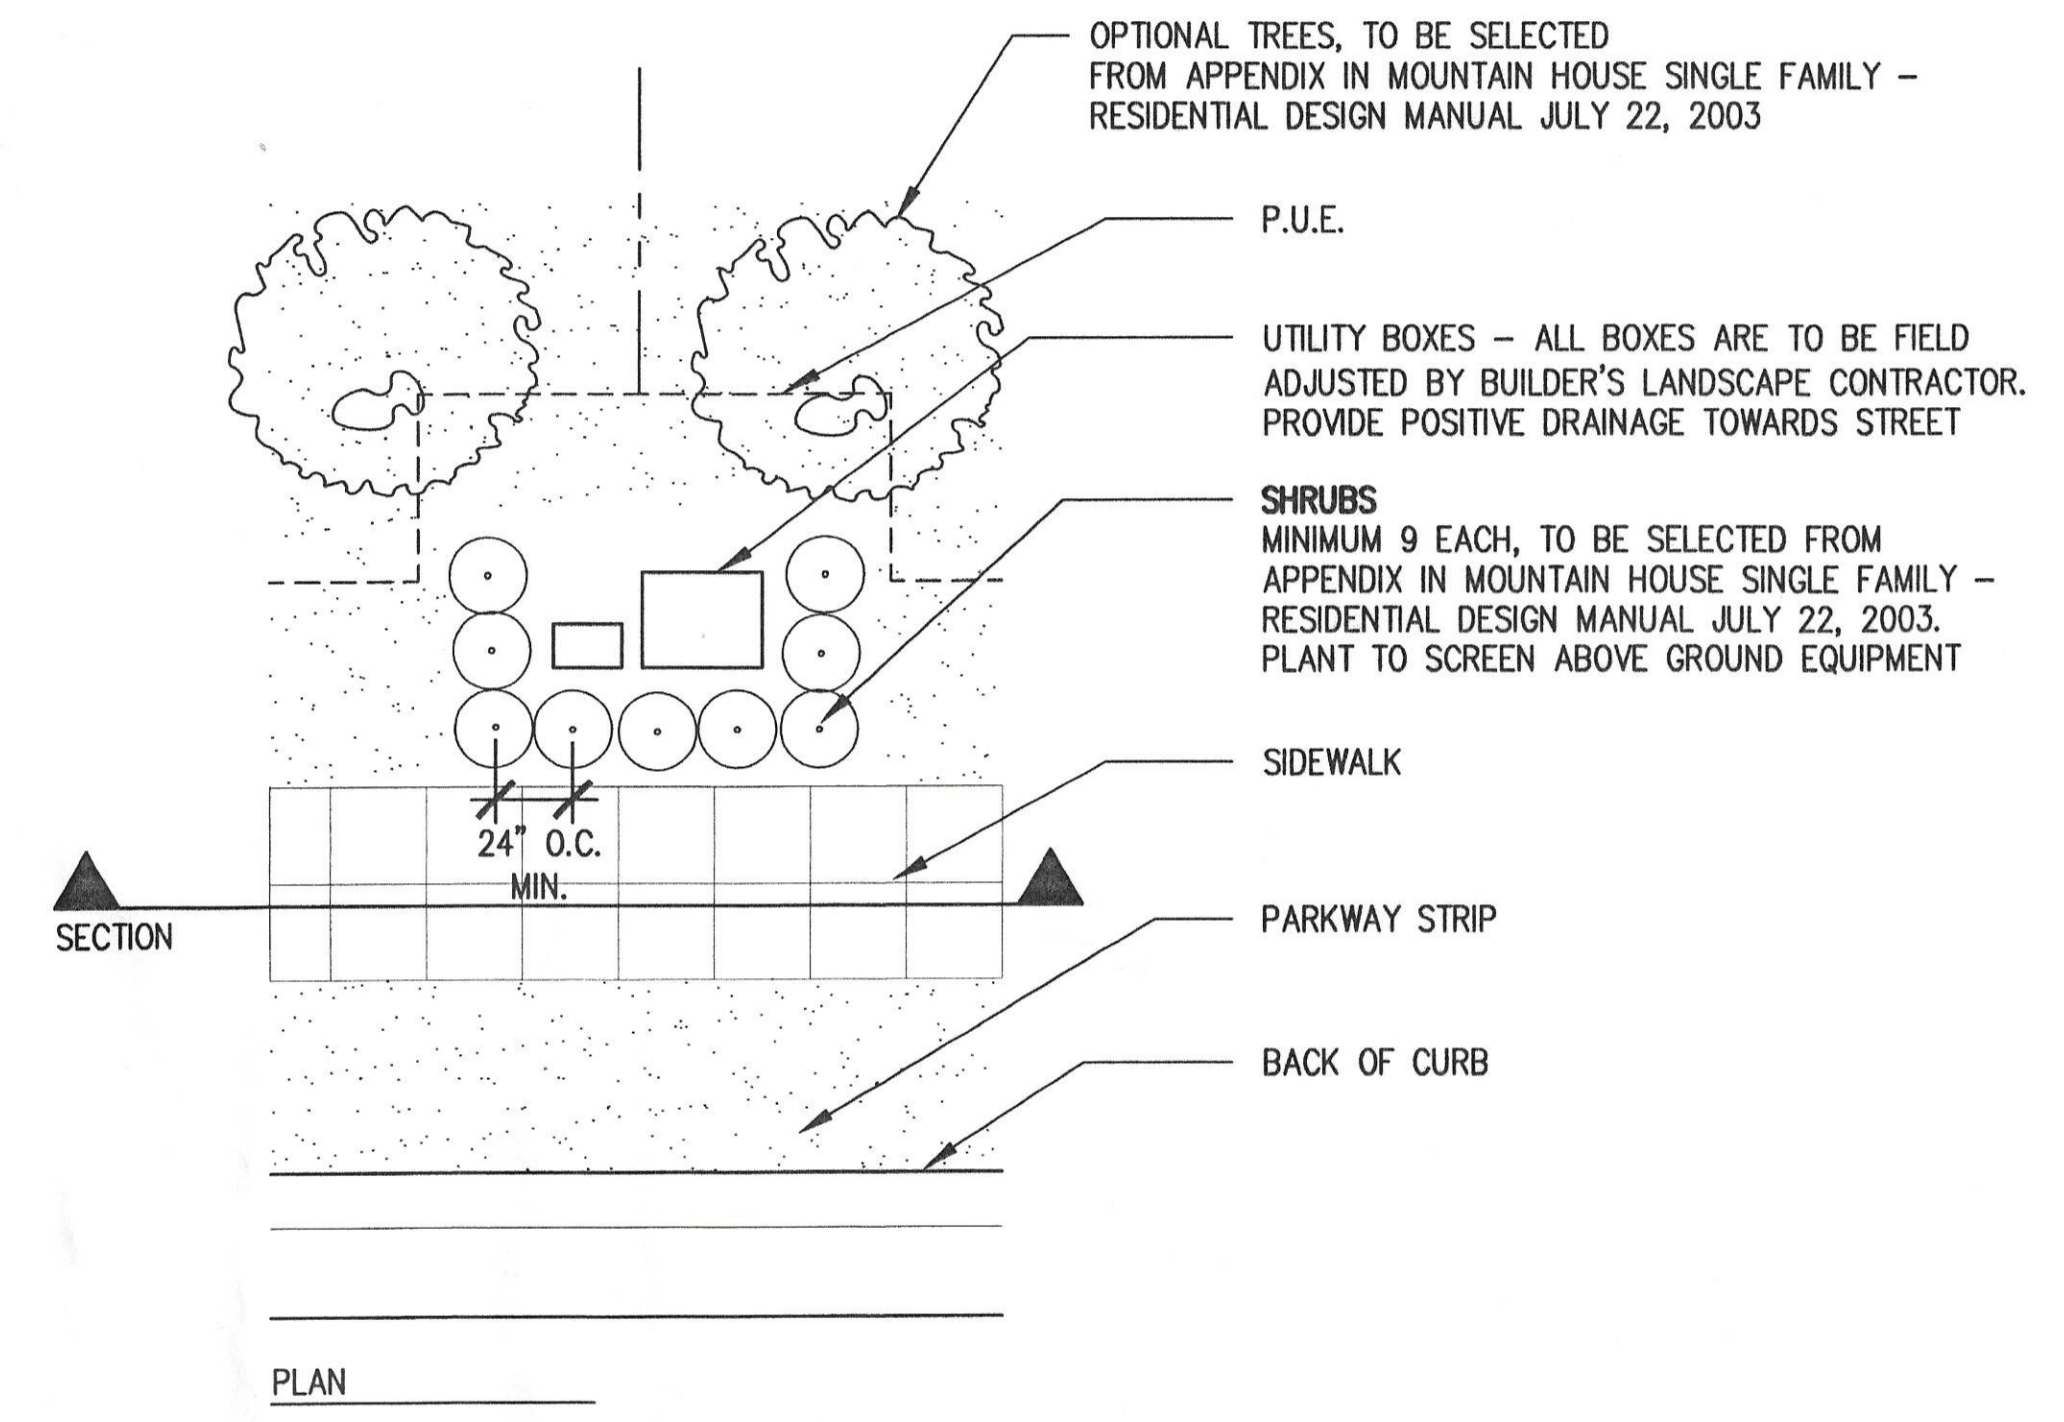 OPTIONAL TREES, TO BE SELECTED
FROM APPENDIX IN MOUNTAIN HOUSE SINGLE FAMILY –
RESIDENTIAL DESIGN MANUAL JULY 22, 2003
P.U.E.
UTILITY BOXES – ALL BOXES ARE TO BE FIELD
ADJUSTED BY BUILDER'S LANDSCAPE CONTRACTOR.
PROVIDE POSITIVE DRAINAGE TOWARDS STREET
SHRUBS
MINIMUM 9 EACH, TO BE SELECTED FROM
APPENDIX IN MOUNTAIN HOUSE SINGLE FAMILY –
RESIDENTIAL DESIGN MANUAL JULY 22, 2003.
PLANT TO SCREEN ABOVE GROUND EQUIPMENT
SIDEWALK
24" O.C.
MIN.
SECTION
PARKWAY STRIP
BACK OF CURB
PLAN